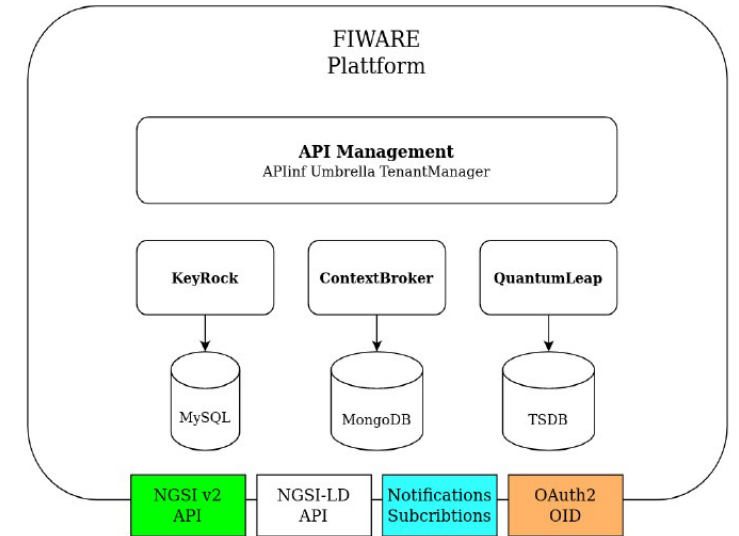 FIWARE
Plattform
API Management
APIinf Umbrella TenantManager
KeyRock
ContextBroker
QuantumLeap
MySQL
MongoDB
TSDB
NGSI v2
API
NGSI-LD
API
Notifications
Subcribtions
OAuth2
OID